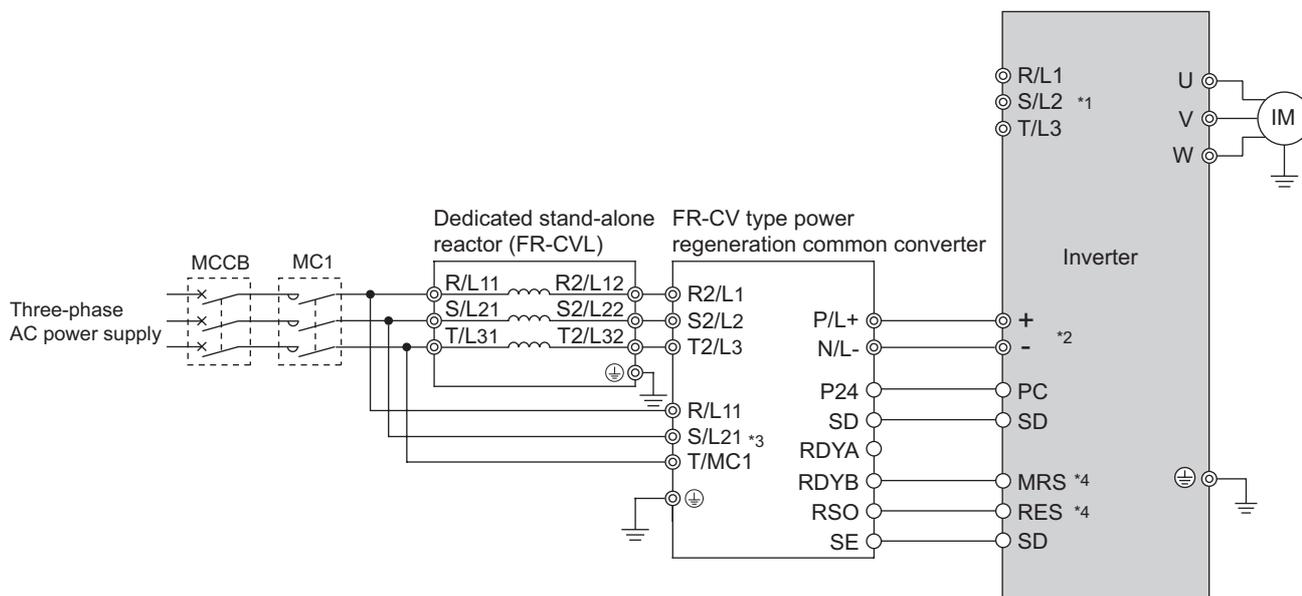 Three-phase
AC power supply
MCCB
MC1
Dedicated stand-alone
reactor (FR-CVL)
R/L11
R2/L12
S/L21
S2/L22
T/L31
T2/L32
FR-CV type power
regeneration common converter
R2/L1
S2/L2
T2/L3
R/L11
S/L21 *3
T/MC1
P/L+
N/L-
P24
SD
RDYA
RDYB
RSO
SE
R/L1
S/L2 *1
T/L3
Inverter
+
- *2
PC
SD
MRS *4
RES *4
SD
U
V
W
IM